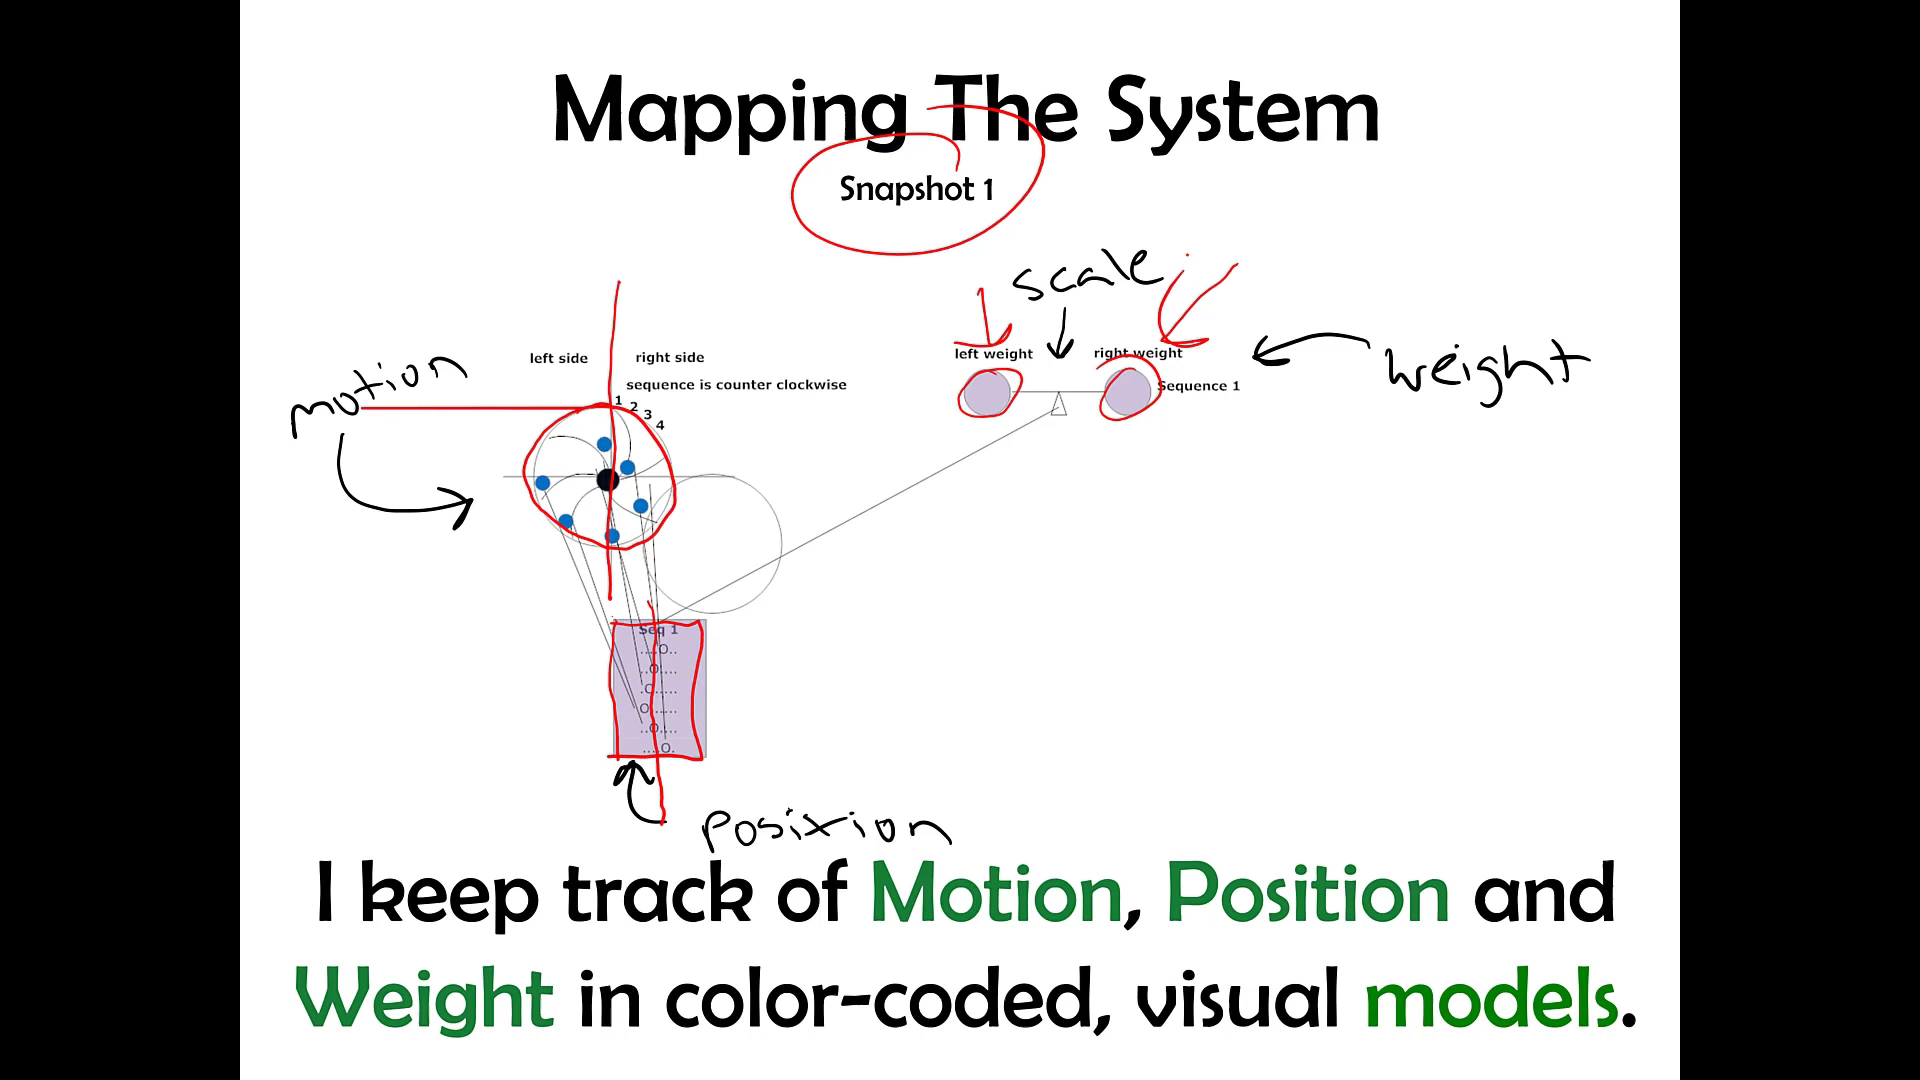 Mapping The System
Snapshot 1
scale
left side
right side
sequence is counter clockwise
1
2
3
4
motion
left weight
right weight
Sequence 1
weight
Seq 1
....O..
..O....
.O.....
O......
..O....
....O.
position
I keep track of Motion, Position and
Weight in color-coded, visual models.